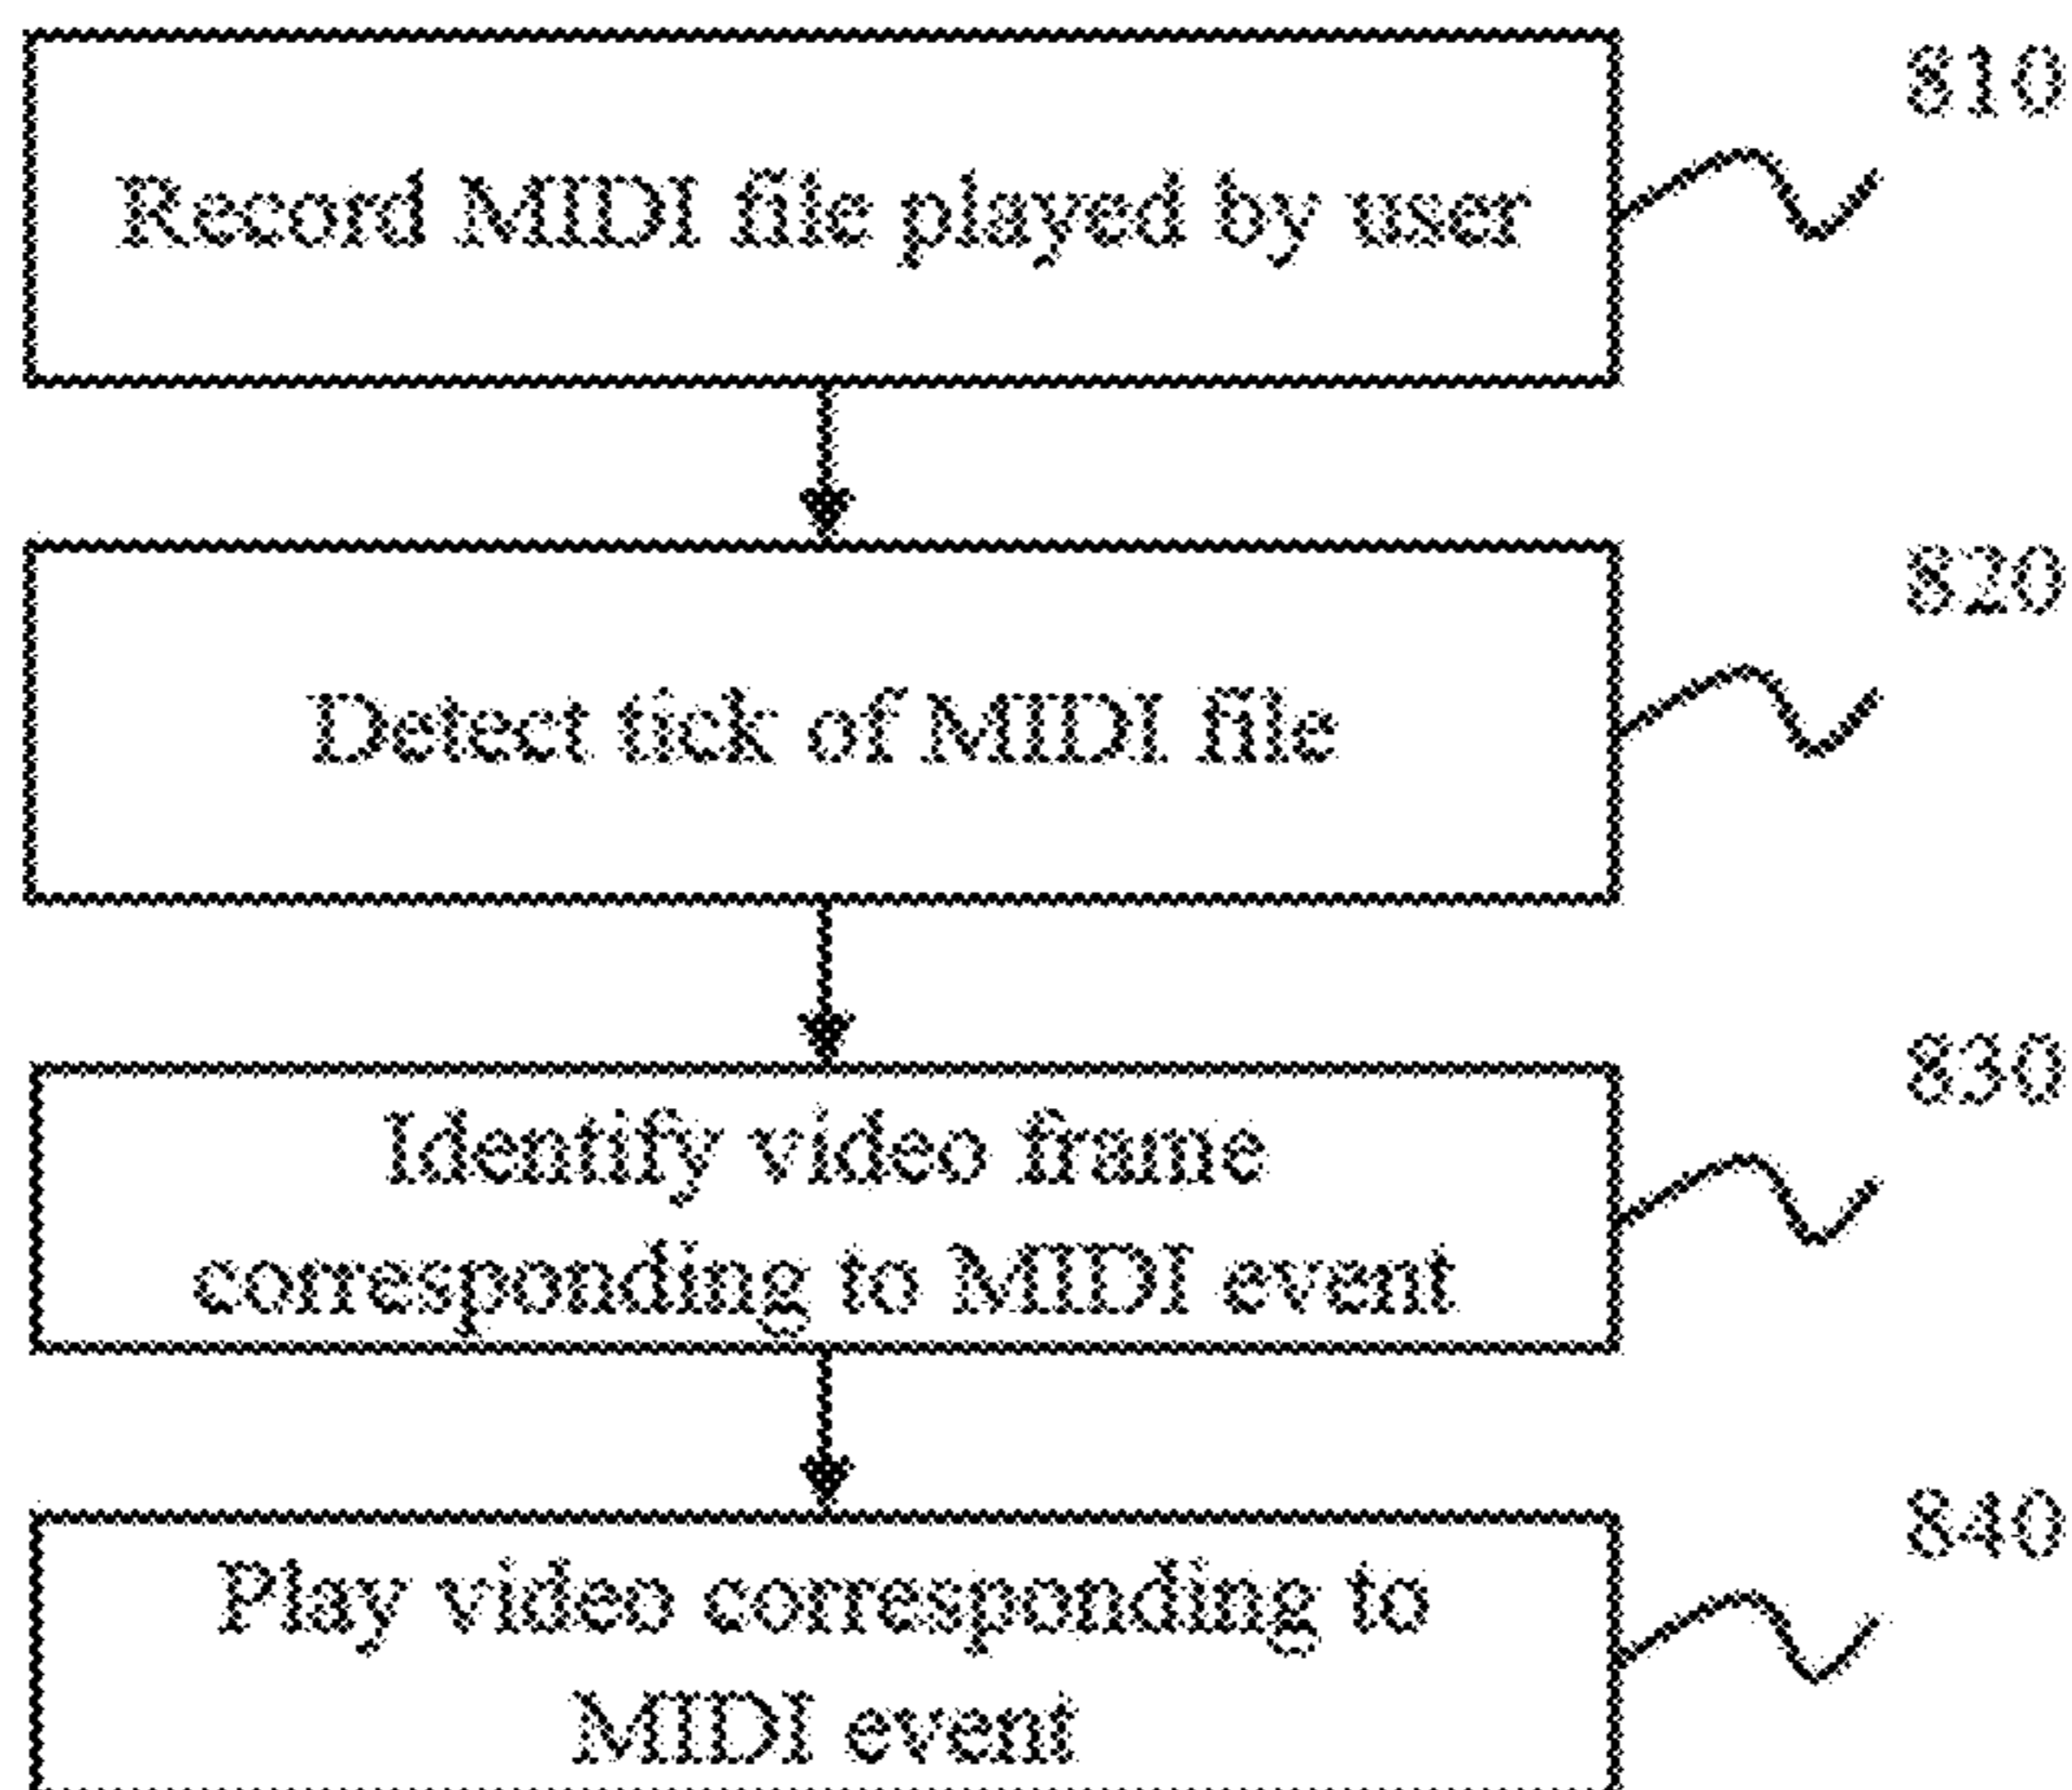 810
Record MIDI file played by user
820
Detect tick of MIDI file
830
Identify video frame
corresponding to MIDI event
840
Play video corresponding to
MIDI event